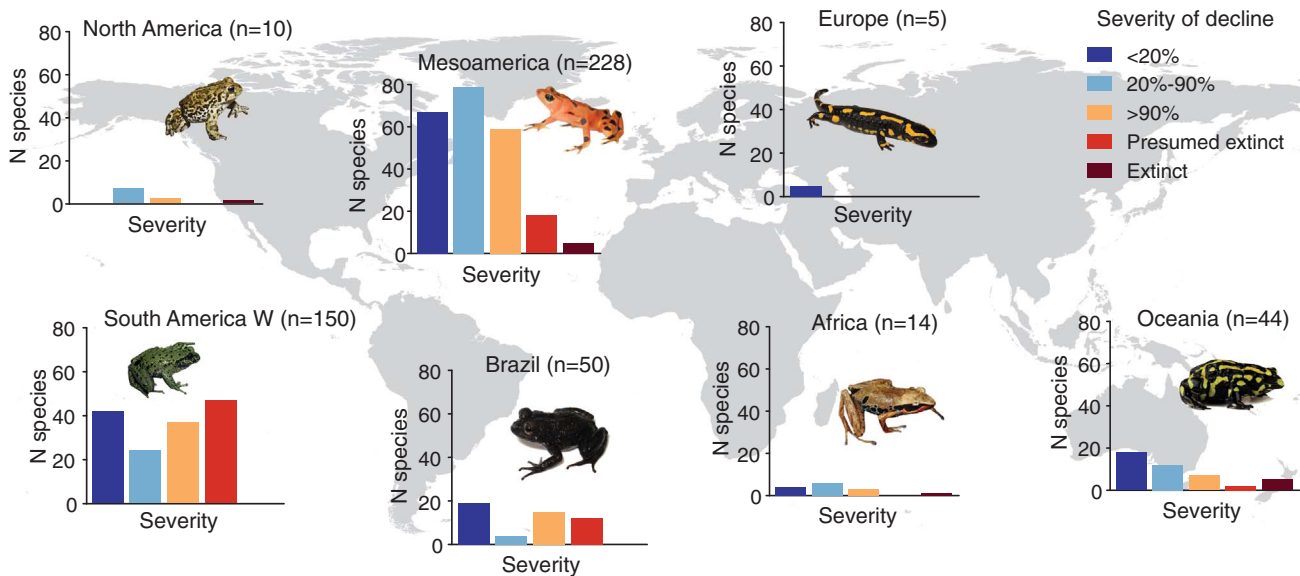 North America (n=10)
80
60
40
20
0
N species
Severity
Mesoamerica (n=228)
80
60
40
20
0
N species
Severity
Europe (n=5)
80
60
40
20
0
N species
Severity
Severity of decline
<20%
20%-90%
>90%
Presumed extinct
Extinct
South America W (n=150)
80
60
40
20
0
N species
Severity
Brazil (n=50)
80
60
40
20
0
N species
Severity
Africa (n=14)
80
60
40
20
0
N species
Severity
Oceania (n=44)
80
60
40
20
0
N species
Severity